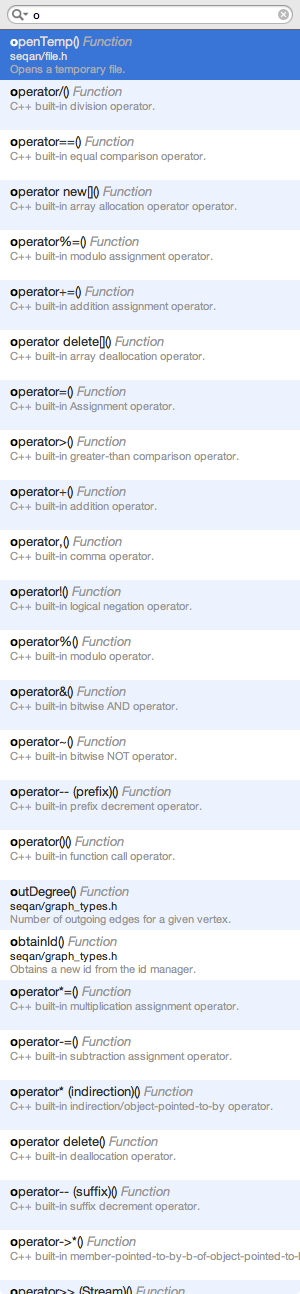 o
openTemp() Function
seqan/file.h
Opens a temporary file.
operator/() Function
C++ built-in division operator.
operator==() Function
C++ built-in equal comparison operator.
operator new[]() Function
C++ built-in array allocation operator operator.
operator%=() Function
C++ built-in modulo assignment operator.
operator+=() Function
C++ built-in addition assignment operator.
operator delete[]() Function
C++ built-in array deallocation operator.
operator=() Function
C++ built-in Assignment operator.
operator>() Function
C++ built-in greater-than comparison operator.
operator+() Function
C++ built-in addition operator.
operator,() Function
C++ built-in comma operator.
operator!() Function
C++ built-in logical negation operator.
operator%() Function
C++ built-in modulo operator.
operator&() Function
C++ built-in bitwise AND operator.
operator~() Function
C++ built-in bitwise NOT operator.
operator-- (prefix)() Function
C++ built-in prefix decrement operator.
operator()() Function
C++ built-in function call operator.
outDegree() Function
seqan/graph_types.h
Number of outgoing edges for a given vertex.
obtainId() Function
seqan/graph_types.h
Obtains a new id from the id manager.
operator*=() Function
C++ built-in multiplication assignment operator.
operator-=() Function
C++ built-in subtraction assignment operator.
operator* (indirection)() Function
C++ built-in indirection/object-pointed-to-by operator.
operator delete() Function
C++ built-in deallocation operator.
operator-- (suffix)() Function
C++ built-in suffix decrement operator.
operator->*() Function
C++ built-in member-pointed-to-by-b-of-object-pointed-to-
operator>> (Stream)() Function